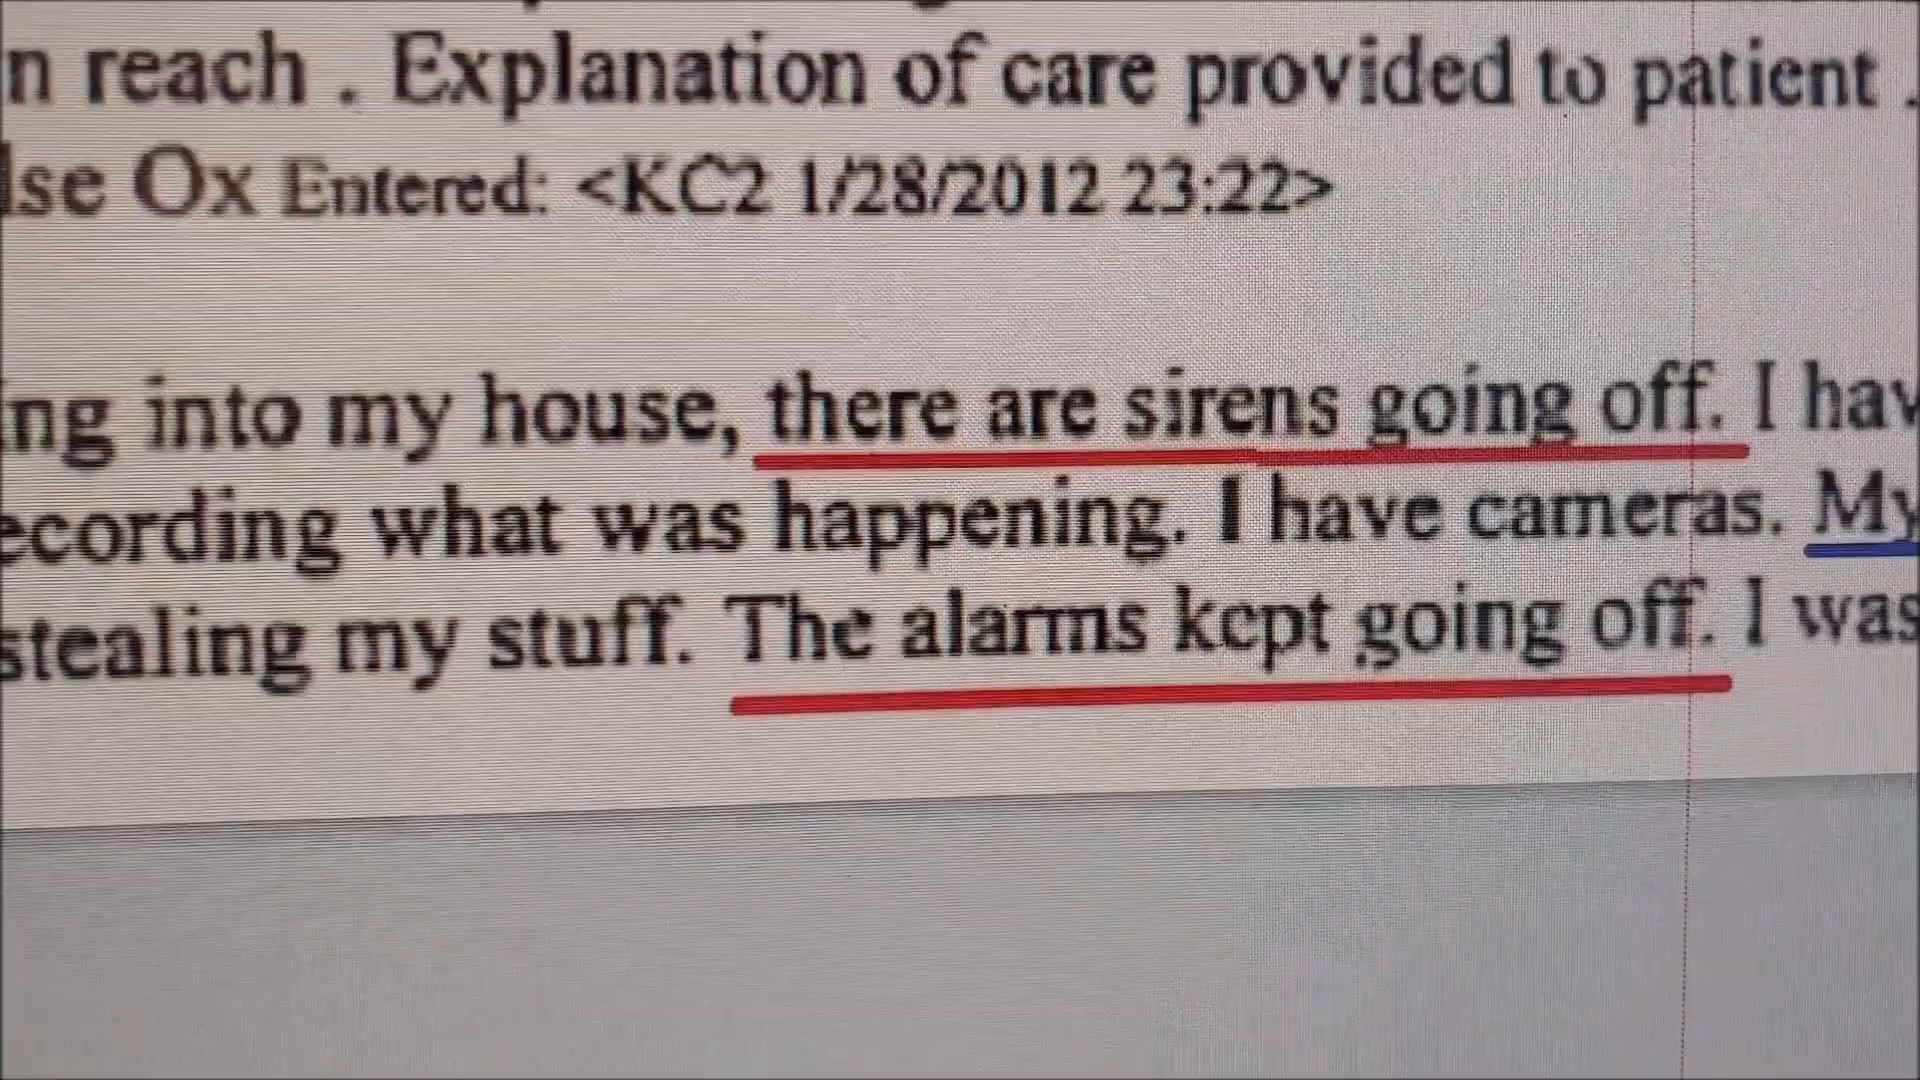 n reach . Explanation of care provided to patient .
lse Ox Entered: <KC2 1/28/2012 23:22>
ng into my house, there are sirens going off. I hav
ecording what was happening. I have cameras. My
stealing my stuff. The alarms kept going off. I was